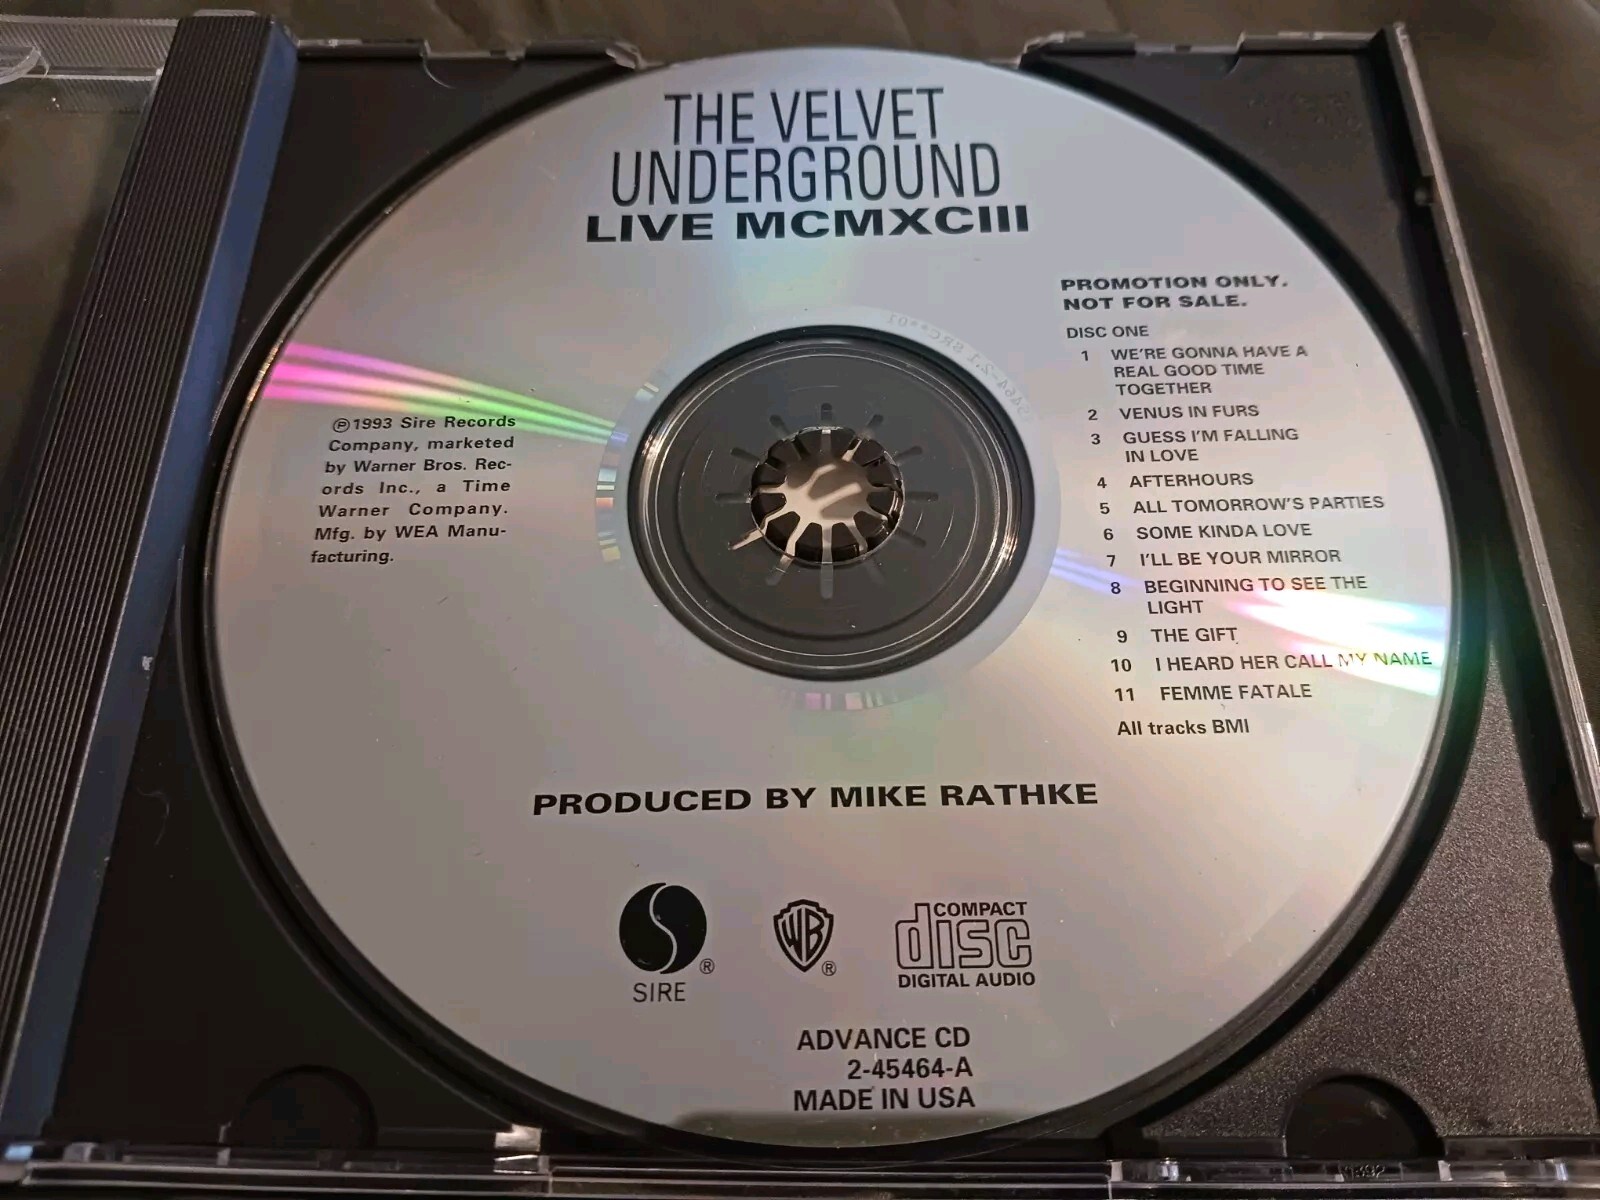 THE VELVET
UNDERGROUND
LIVE MCMXCIII
PROMOTION ONLY.
NOT FOR SALE.
DISC ONE
1 WE'RE GONNA HAVE A
REAL GOOD TIME
TOGETHER
2 VENUS IN FURS
3 GUESS I'M FALLING
IN LOVE
4 AFTERHOURS
5 ALL TOMORROW'S PARTIES
6 SOME KINDA LOVE
7 I'LL BE YOUR MIRROR
8 BEGINNING TO SEE THE
LIGHT
9 THE GIFT
10 I HEARD HER CALL MY NAME
11 FEMME FATALE
All tracks BMI
℗1993 Sire Records
Company, marketed
by Warner Bros. Rec-
ords Inc., a Time
Warner Company.
Mfg. by WEA Manu-
facturing.
PRODUCED BY MIKE RATHKE
SIRE
®
WB
®
COMPACT
disc
DIGITAL AUDIO
ADVANCE CD
2-45464-A
MADE IN USA